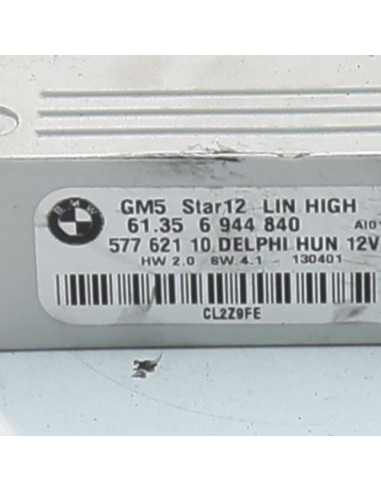 BMW
GM5 Star12 LIN HIGH
61.35 6 944 840
577 621 10 DELPHI HUN 12V
HW 2.0 SW 4.1 - 130401
CL2Z9FE